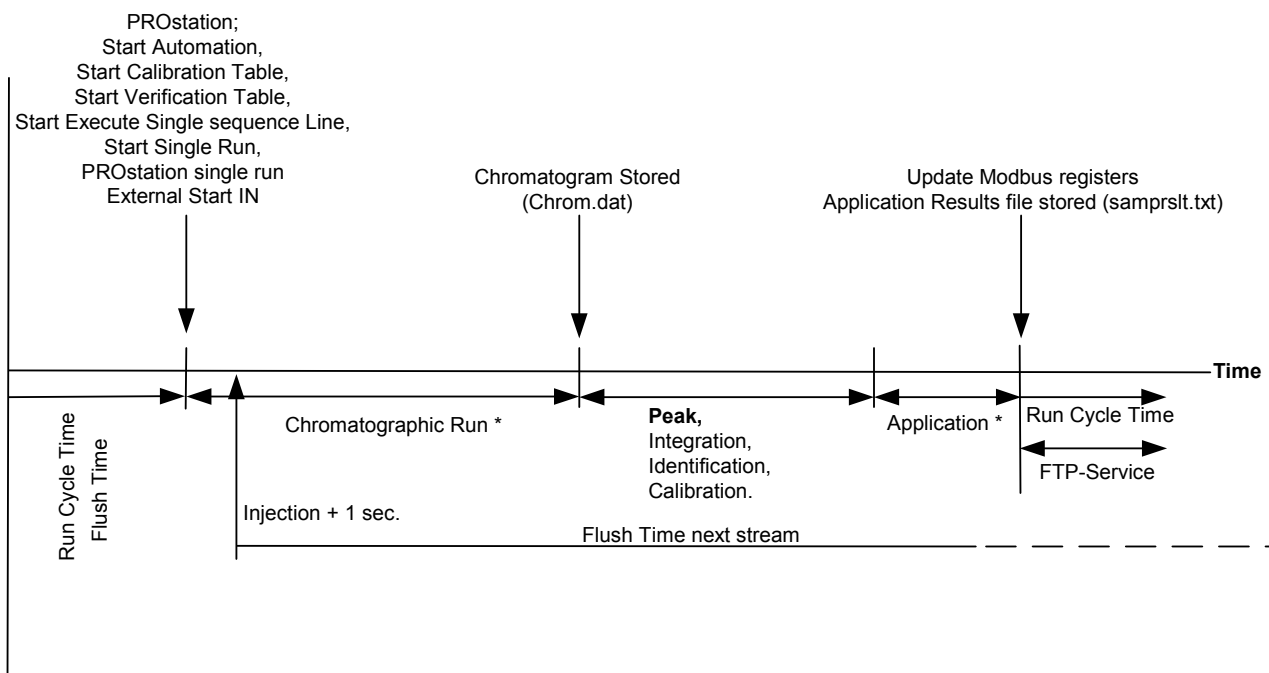 PROstation;
Start Automation,
Start Calibration Table,
Start Verification Table,
Start Execute Single sequence Line,
Start Single Run,
PROstation single run
External Start IN
Chromatogram Stored
(Chrom.dat)
Update Modbus registers
Application Results file stored (samprslt.txt)
Time
Run Cycle Time
Flush Time
Chromatographic Run *
Peak,
Integration,
Identification,
Calibration.
Application *
Run Cycle Time
FTP-Service
Injection + 1 sec.
Flush Time next stream